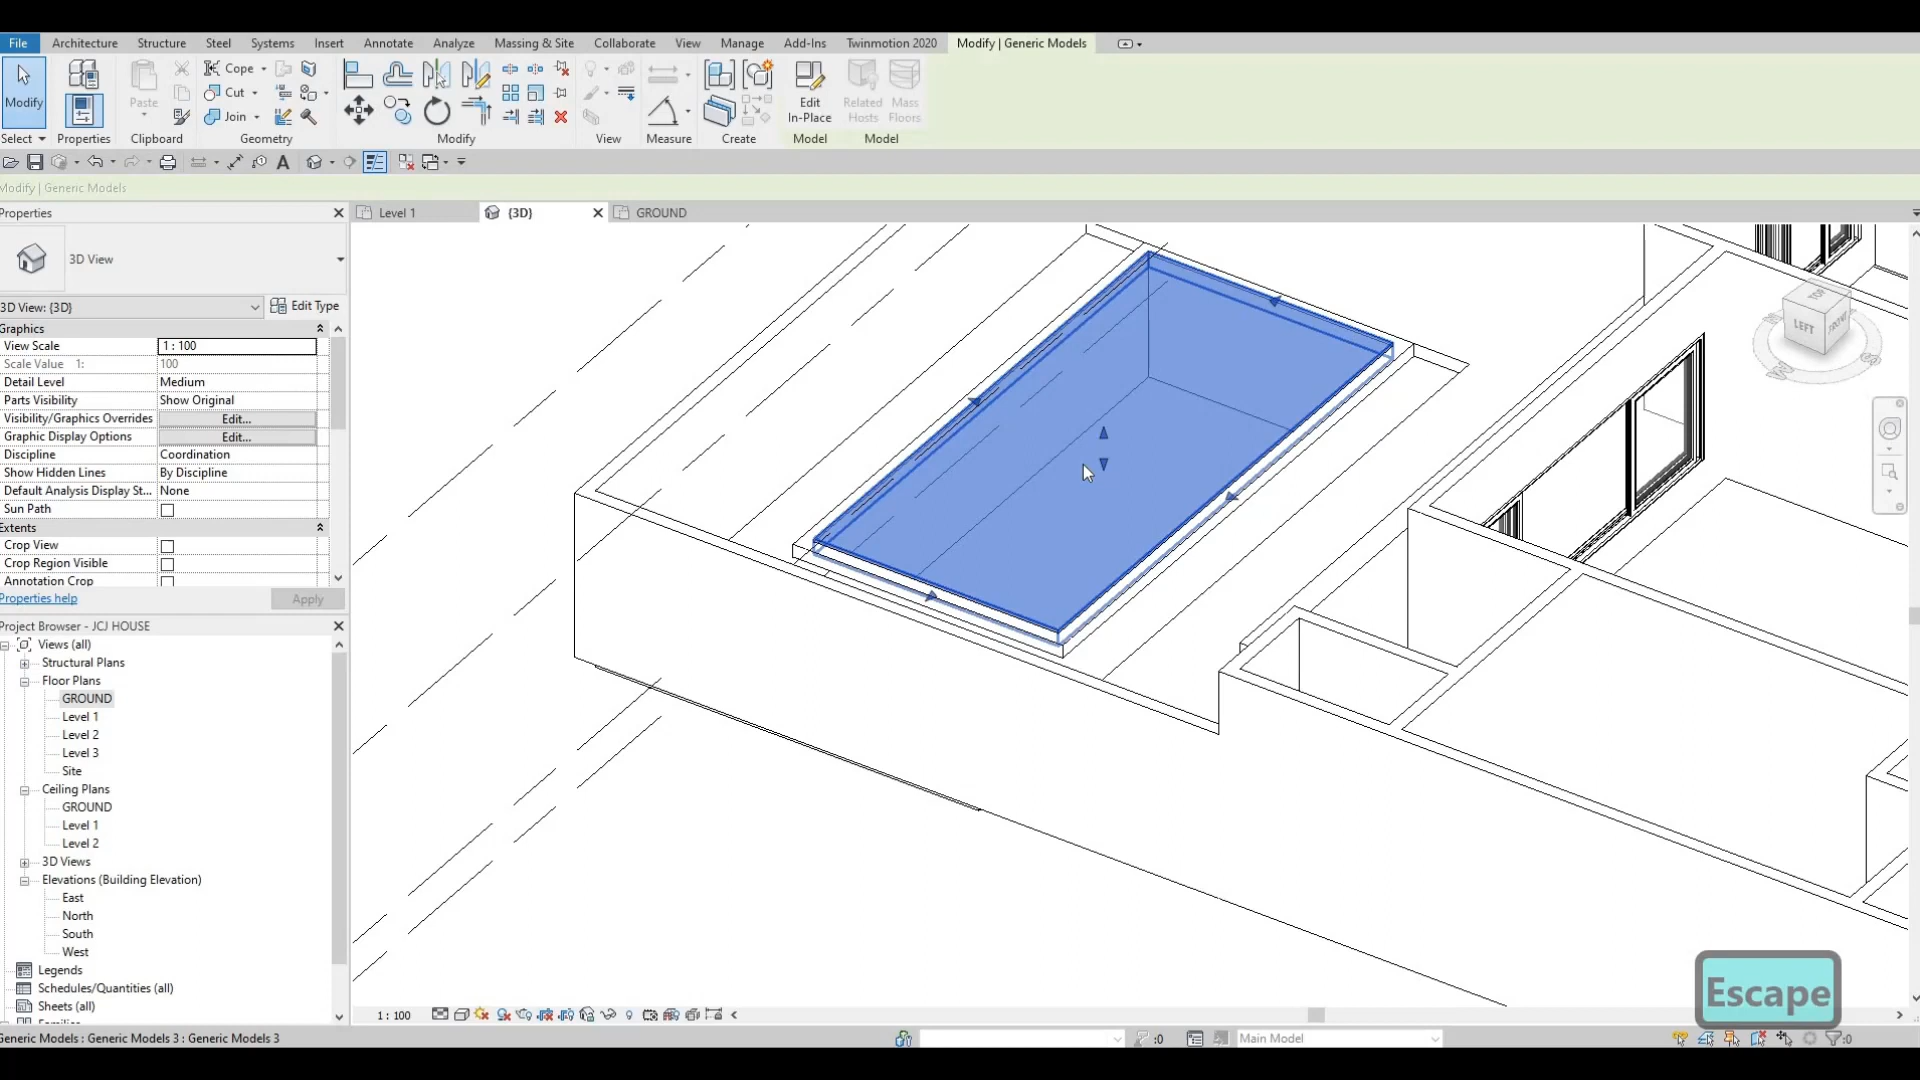 File Architecture Structure Steel Systems Insert Annotate Analyze Massing & Site Collaborate View Manage Add-Ins Twinmotion 2020 Modify | Generic Models
Modify
Paste
Cope
Cut
Join
Edit In-Place
Related Hosts
Mass Floors
Select Properties Clipboard Geometry Modify View Measure Create Model Model
Modify | Generic Models
Properties
Level 1
{3D}
GROUND
3D View
3D View: {3D}
Edit Type
Graphics
View Scale 1 : 100
Scale Value 1: 100
Detail Level Medium
Parts Visibility Show Original
Visibility/Graphics Overrides Edit...
Graphic Display Options Edit...
Discipline Coordination
Show Hidden Lines By Discipline
Default Analysis Display St... None
Sun Path
Extents
Crop View
Crop Region Visible
Annotation Crop
Properties help
Apply
Project Browser - JCJ HOUSE
Views (all)
Structural Plans
Floor Plans
GROUND
Level 1
Level 2
Level 3
Site
Ceiling Plans
GROUND
Level 1
Level 2
3D Views
Elevations (Building Elevation)
East
North
South
West
Legends
Schedules/Quantities (all)
Sheets (all)
TOP
LEFT
FRONT
W
S
Escape
1 : 100
Generic Models : Generic Models 3 : Generic Models 3
:0
Main Model
:0